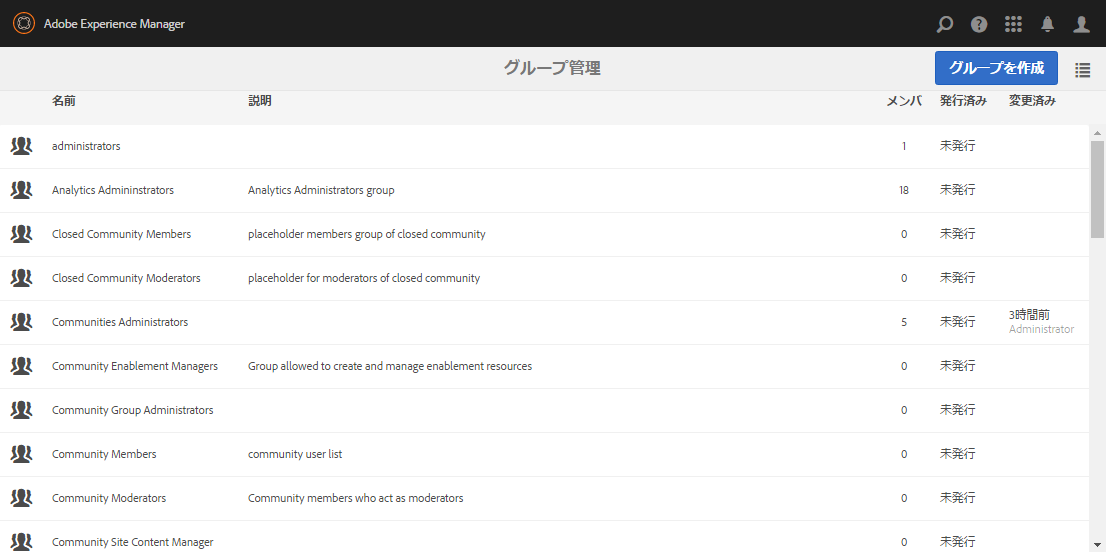 Adobe Experience Manager
グループ管理
グループを作成
名前 説明 メンバ 発行済み 変更済み
administrators 1 未発行
Analytics Admininstrators Analytics Administrators group 18 未発行
Closed Community Members placeholder members group of closed community 0 未発行
Closed Community Moderators placeholder for moderators of closed community 0 未発行
Communities Administrators 5 未発行 3時間前
Administrator
Community Enablement Managers Group allowed to create and manage enablement resources 0 未発行
Community Group Administrators 0 未発行
Community Members community user list 0 未発行
Community Moderators Community members who act as moderators 0 未発行
Community Site Content Manager 0 未発行